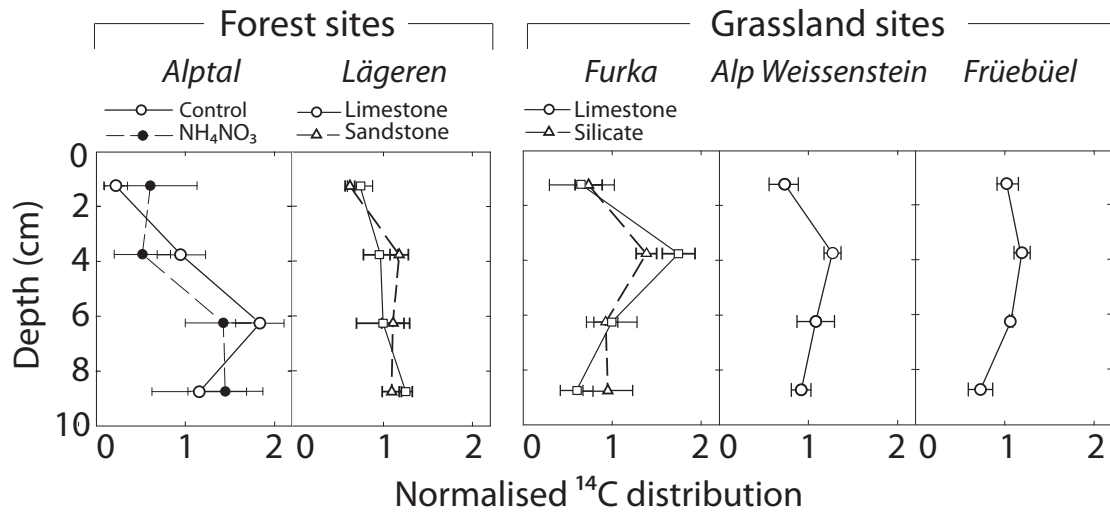 Forest sites Grassland sites
Alptal Lägeren Furka Alp Weissenstein Früebüel
Control Limestone Limestone
NH₄NO₃ Sandstone Silicate
0
2
4
6
8
10
Depth (cm)
0 1 2 0 1 2 0 1 2 0 1 2 0 1 2
Normalised ¹⁴C distribution